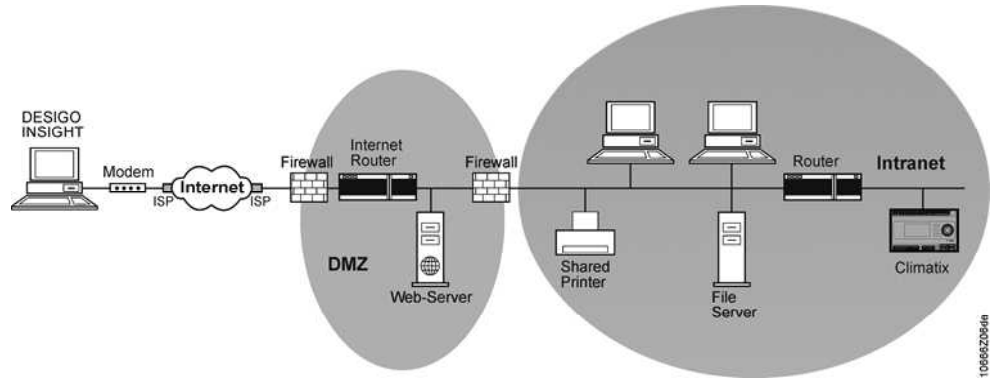 DESIGO
INSIGHT
Modem
ISP
Internet
ISP
Firewall
Internet
Router
DMZ
Web-Server
Firewall
Shared
Printer
File
Server
Router
Intranet
Climatix
10666Z06de